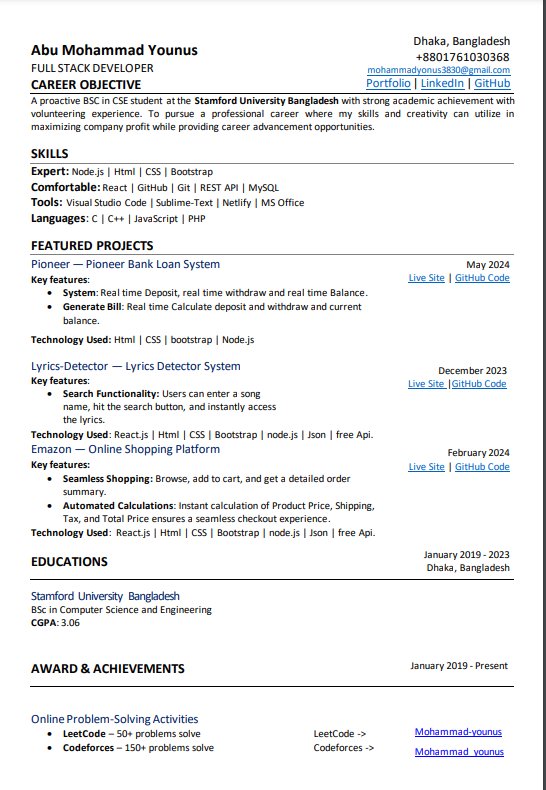 Abu Mohammad Younus
Dhaka, Bangladesh
+8801761030368
FULL STACK DEVELOPER
mohammadyonus3830@gmail.com
CAREER OBJECTIVE
Portfolio | LinkedIn | GitHub
A proactive BSC in CSE student at the Stamford University Bangladesh with strong academic achievement with
volunteering experience. To pursue a professional career where my skills and creativity can utilize in
maximizing company profit while providing career advancement opportunities.
SKILLS
Expert: Node.js | Html | CSS | Bootstrap
Comfortable: React | GitHub | Git | REST API | MySQL
Tools: Visual Studio Code | Sublime-Text | Netlify | MS Office
Languages: C | C++ | JavaScript | PHP
FEATURED PROJECTS
Pioneer — Pioneer Bank Loan System
May 2024
Key features:
Live Site | GitHub Code
• System: Real time Deposit, real time withdraw and real time Balance.
• Generate Bill: Real time Calculate deposit and withdraw and current
balance.
Technology Used: Html | CSS | bootstrap | Node.js
Lyrics-Detector — Lyrics Detector System
December 2023
Key features:
Live Site |GitHub Code
• Search Functionality: Users can enter a song
name, hit the search button, and instantly access
the lyrics.
Technology Used: React.js | Html | CSS | Bootstrap | node.js | Json | free Api.
Emazon — Online Shopping Platform
February 2024
Key features:
Live Site | GitHub Code
• Seamless Shopping: Browse, add to cart, and get a detailed order
summary.
• Automated Calculations: Instant calculation of Product Price, Shipping,
Tax, and Total Price ensures a seamless checkout experience.
Technology Used: React.js | Html | CSS | Bootstrap | node.js | Json | free Api.
EDUCATIONS
January 2019 - 2023
Dhaka, Bangladesh
Stamford University Bangladesh
BSc in Computer Science and Engineering
CGPA: 3.06
AWARD & ACHIEVEMENTS
January 2019 - Present
Online Problem-Solving Activities
• LeetCode – 50+ problems solve LeetCode -> Mohammad-younus
• Codeforces – 150+ problems solve Codeforces -> Mohammad_younus